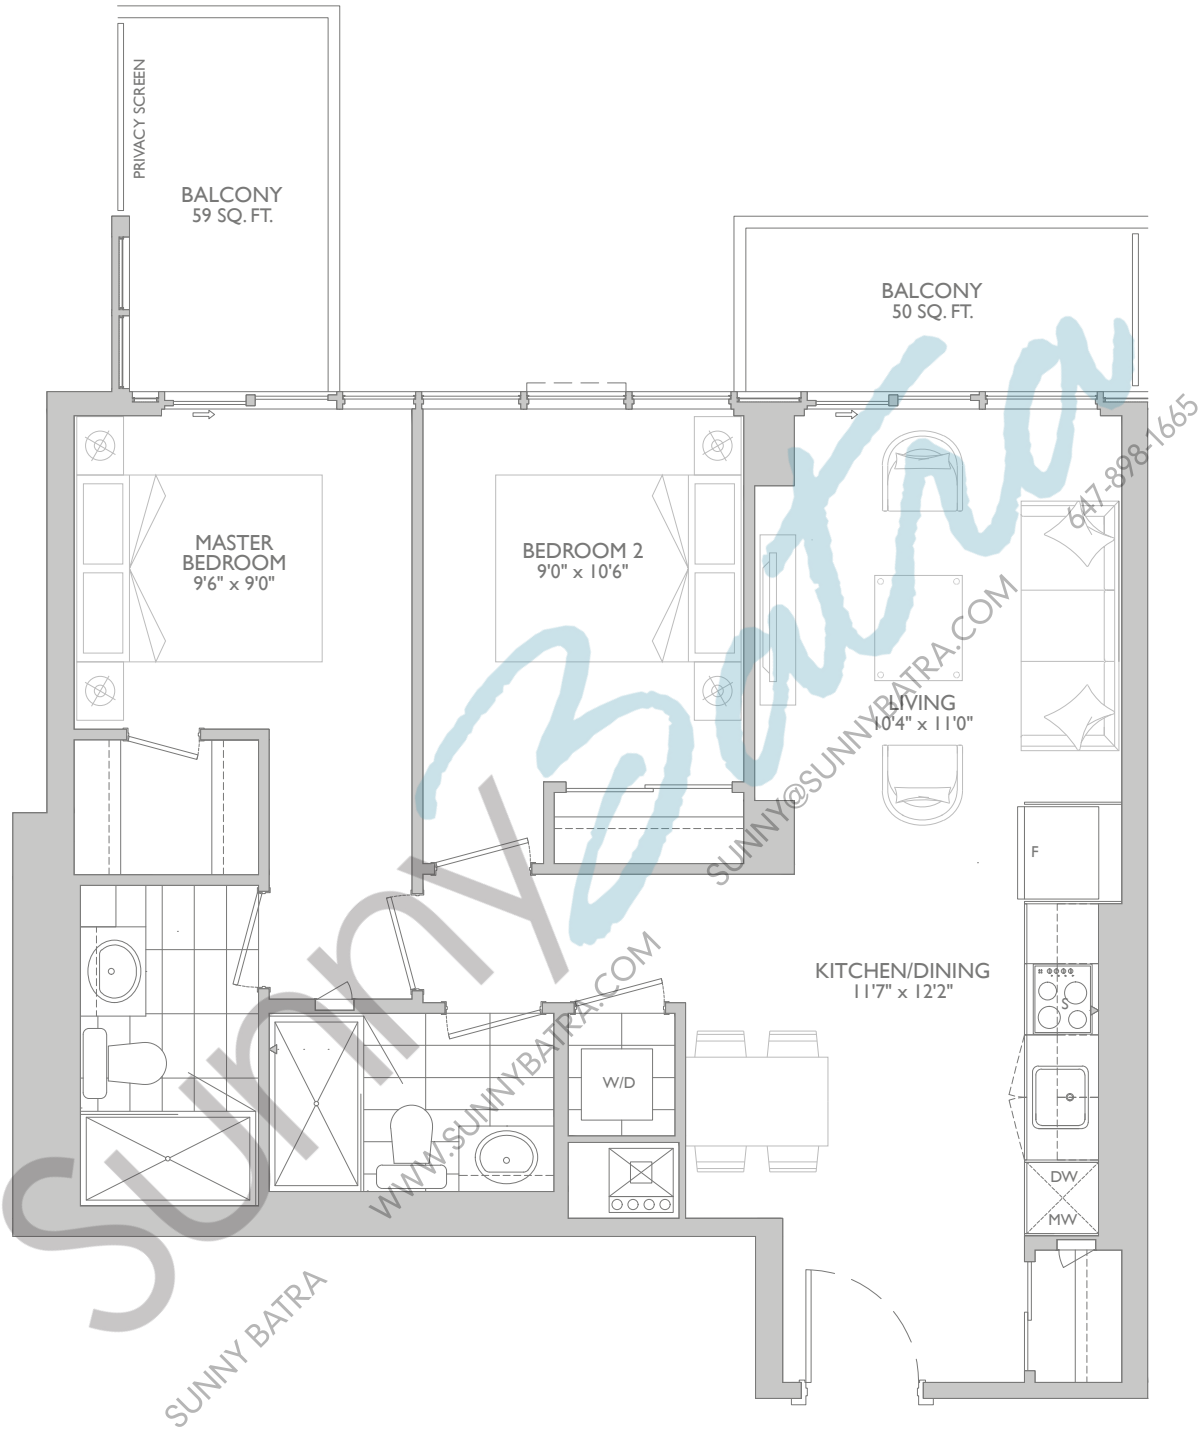 PRIVACY SCREEN
BALCONY
59 SQ. FT.
BALCONY
50 SQ. FT.
MASTER
BEDROOM
9'6" x 9'0"
BEDROOM 2
9'0" x 10'6"
LIVING
10'4" x 11'0"
F
KITCHEN/DINING
11'7" x 12'2"
S
W/D
DW
MW
Sunny Batra
647-898-1665
SUNNY@SUNNYBATRA.COM
WWW.SUNNYBATRA.COM
SUNNY BATRA